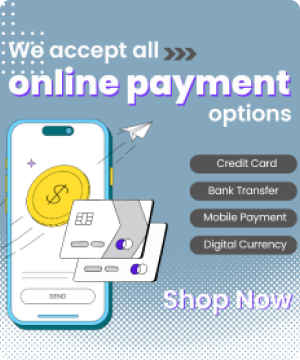 We accept all
online payment
options
Credit Card
Bank Transfer
Mobile Payment
Digital Currency
$
SEND
Shop Now